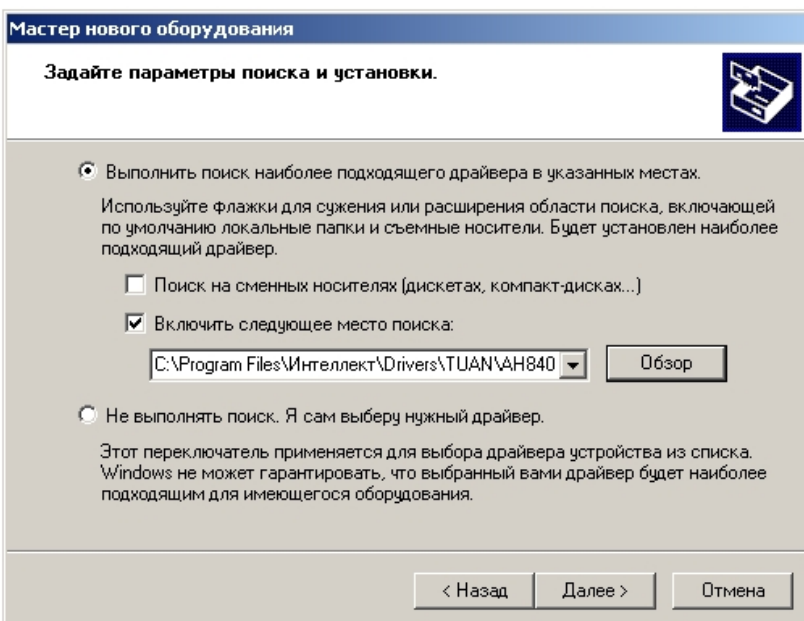 Мастер нового оборудования
Задайте параметры поиска и установки.
Выполнить поиск наиболее подходящего драйвера в указанных местах.
Используйте флажки для сужения или расширения области поиска, включающей
по умолчанию локальные папки и съемные носители. Будет установлен наиболее
подходящий драйвер.
Поиск на сменных носителях (дискетах, компакт-дисках...)
Включить следующее место поиска:
C:\Program Files\Интеллект\Drivers\TUAN\AH840
Обзор
Не выполнять поиск. Я сам выберу нужный драйвер.
Этот переключатель применяется для выбора драйвера устройства из списка.
Windows не может гарантировать, что выбранный вами драйвер будет наиболее
подходящим для имеющегося оборудования.
< Назад Далее > Отмена